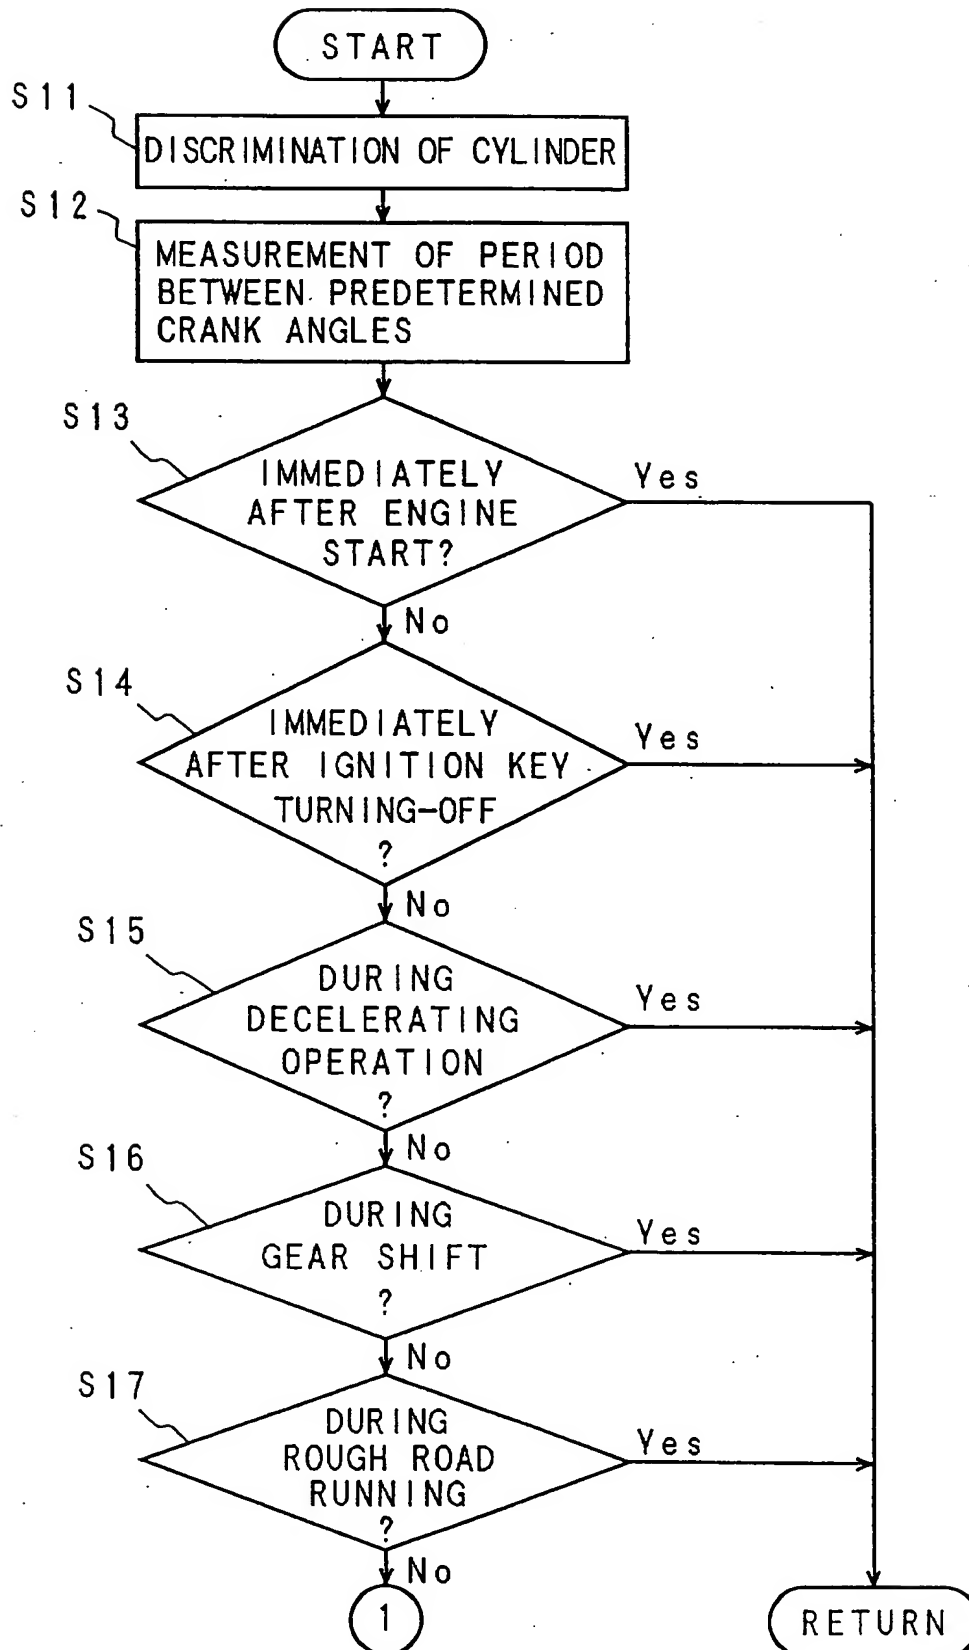 START
S11
DISCRIMINATION OF CYLINDER
S12
MEASUREMENT OF PERIOD
BETWEEN PREDETERMINED
CRANK ANGLES
S13
IMMEDIATELY
AFTER ENGINE
START?
Yes
No
S14
IMMEDIATELY
AFTER IGNITION KEY
TURNING-OFF
?
Yes
No
S15
DURING
DECELERATING
OPERATION
?
Yes
No
S16
DURING
GEAR SHIFT
?
Yes
No
S17
DURING
ROUGH ROAD
RUNNING
?
Yes
No
1
RETURN